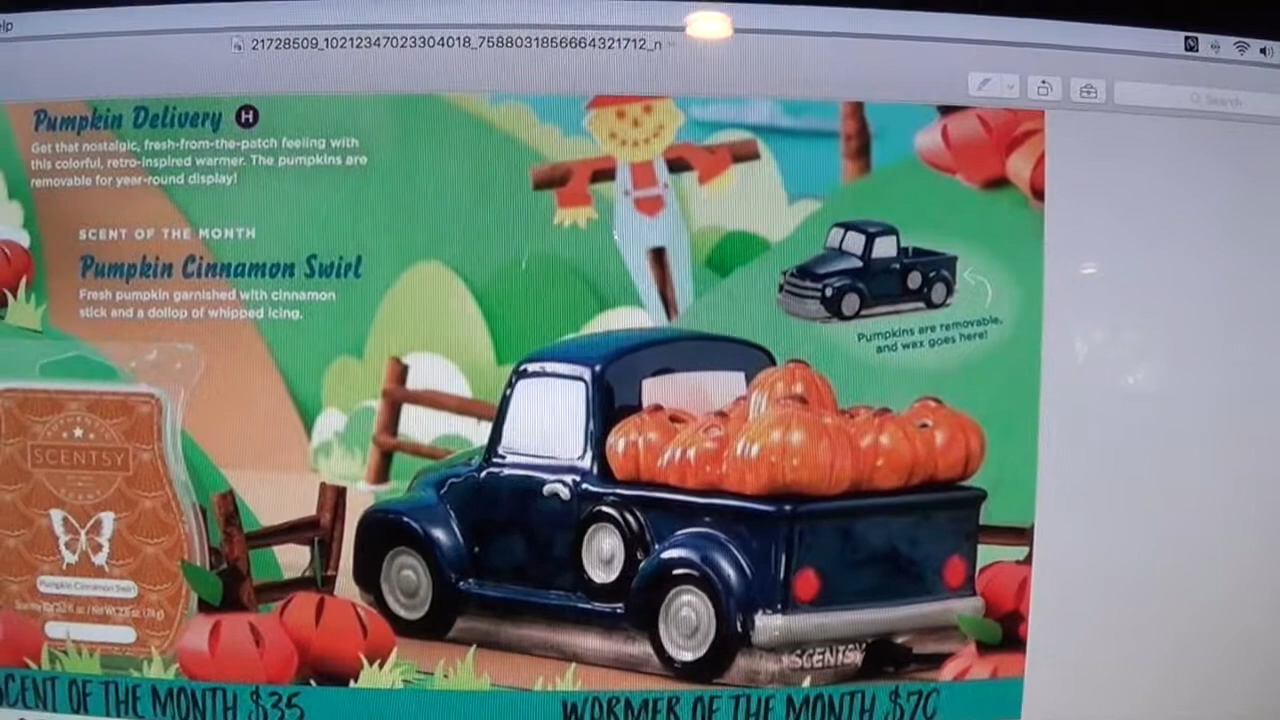 elp
21728509_10212347023304018_7588031856664321712_n
Search
Pumpkin Delivery H
Get that nostalgic, fresh-from-the-patch feeling with
this colorful, retro-inspired warmer. The pumpkins are
removable for year-round display!
SCENT OF THE MONTH
Pumpkin Cinnamon Swirl
Fresh pumpkin garnished with cinnamon
stick and a dollop of whipped icing.
Pumpkins are removable,
and wax goes here!
SCENTSY
Pumpkin Cinnamon Swirl
SCENTSY
SCENT OF THE MONTH $35
WARMER OF THE MONTH $70